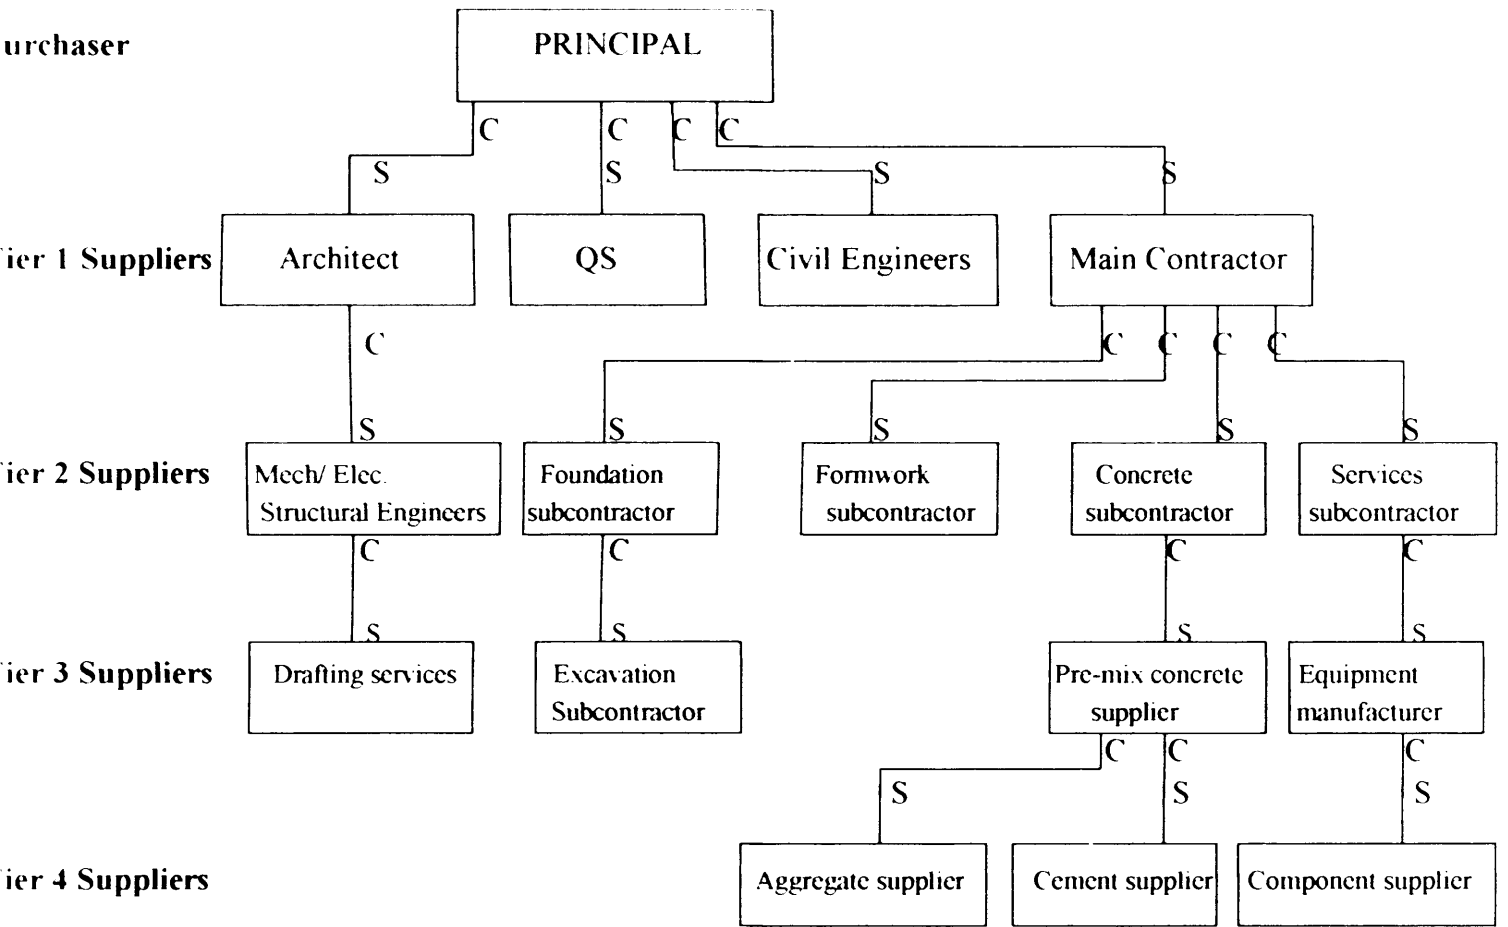 urchaser
PRINCIPAL
C C C C
S S S S
ier 1 Suppliers
Architect
QS
Civil Engineers
Main Contractor
C C C C C
S S S S S
ier 2 Suppliers
Mech/ Elec.
Structural Engineers
Foundation
subcontractor
Formwork
subcontractor
Concrete
subcontractor
Services
subcontractor
C C C C
S S S S
ier 3 Suppliers
Drafting services
Excavation
Subcontractor
Pre-mix concrete
supplier
Equipment
manufacturer
C C C
S S S
ier 4 Suppliers
Aggregate supplier
Cement supplier
Component supplier